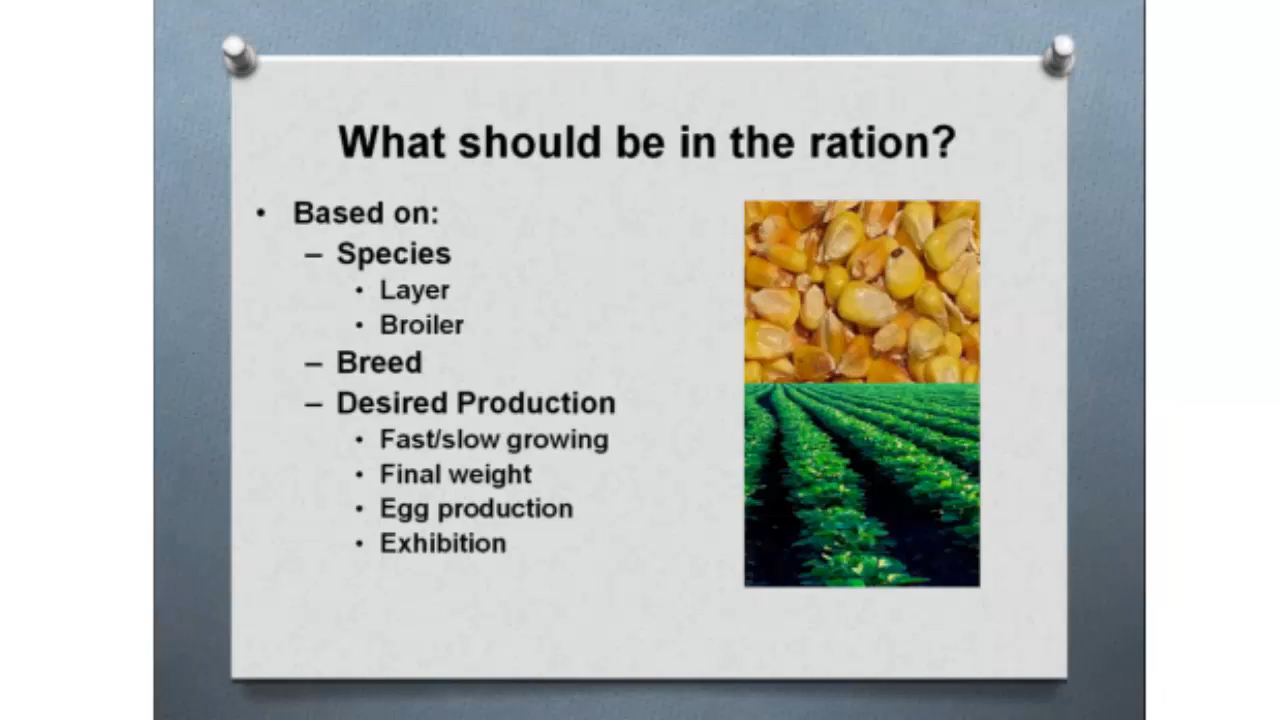 What should be in the ration?
• Based on:
– Species
• Layer
• Broiler
– Breed
– Desired Production
• Fast/slow growing
• Final weight
• Egg production
• Exhibition